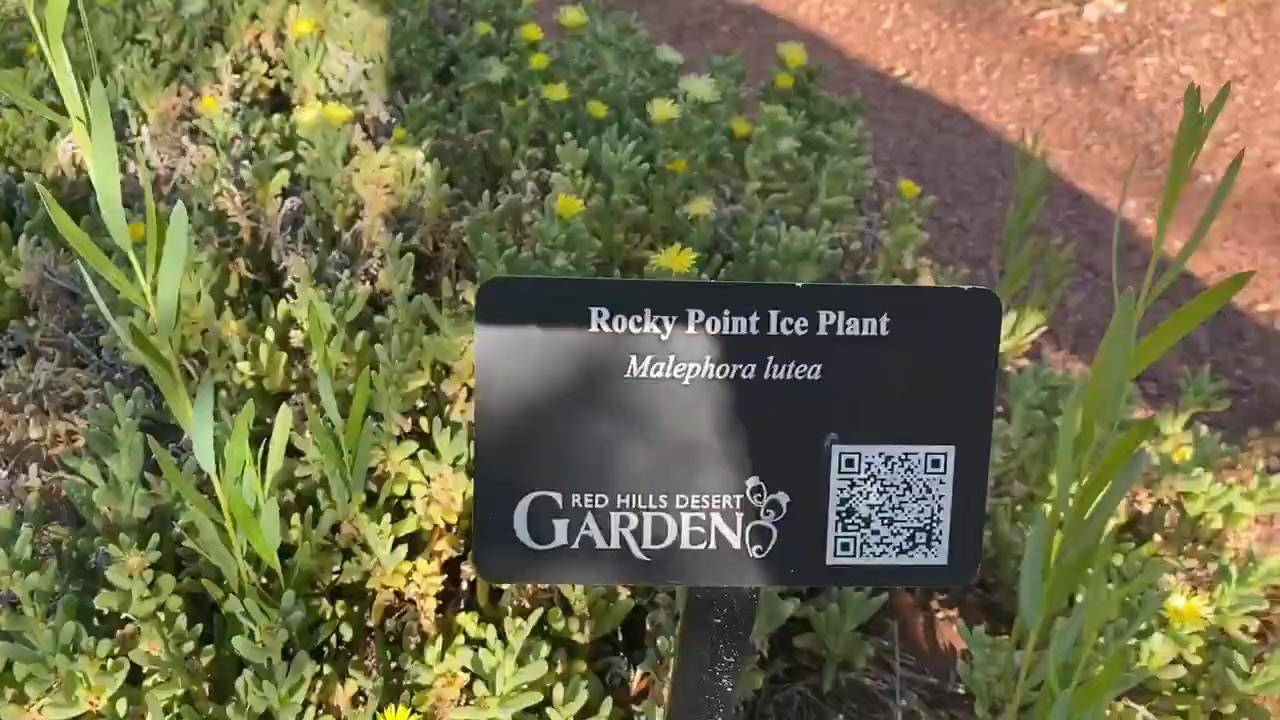 Rocky Point Ice Plant
Malephora lutea
RED HILLS DESERT
GARDEN